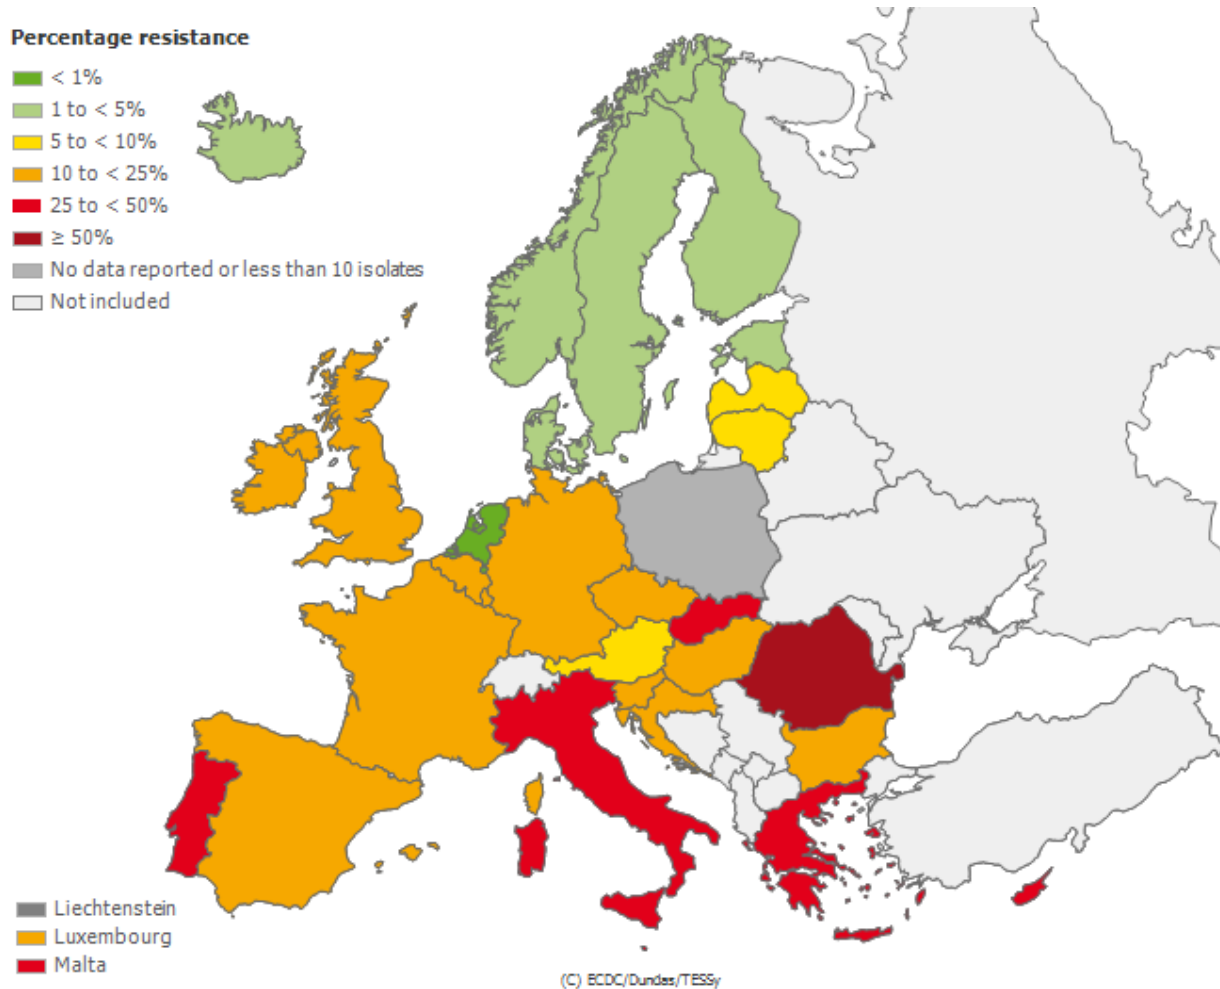 Percentage resistance
< 1%
1 to < 5%
5 to < 10%
10 to < 25%
25 to < 50%
≥ 50%
No data reported or less than 10 isolates
Not included
Liechtenstein
Luxembourg
Malta
(C) ECDC/Dundas/TESSy